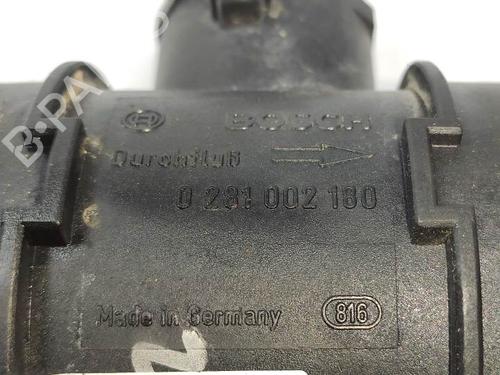 BOSCH
Durchfluß
0 281 002 180
Made in Germany 816
B-PA